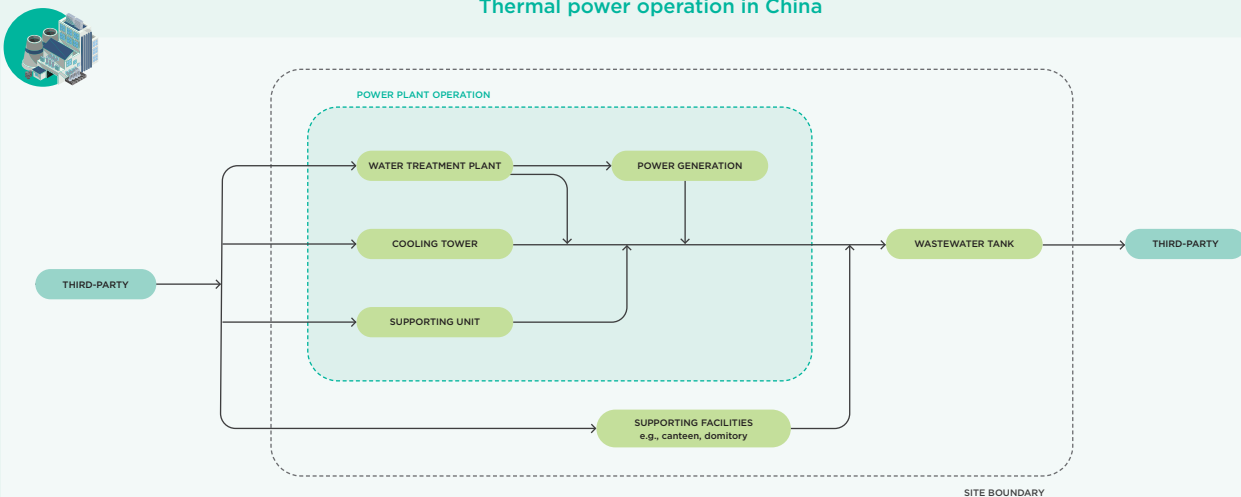 Thermal power operation in China
POWER PLANT OPERATION
WATER TREATMENT PLANT
POWER GENERATION
COOLING TOWER
WASTEWATER TANK
THIRD-PARTY
THIRD-PARTY
SUPPORTING UNIT
SUPPORTING FACILITIES
e.g., canteen, domitory
SITE BOUNDARY